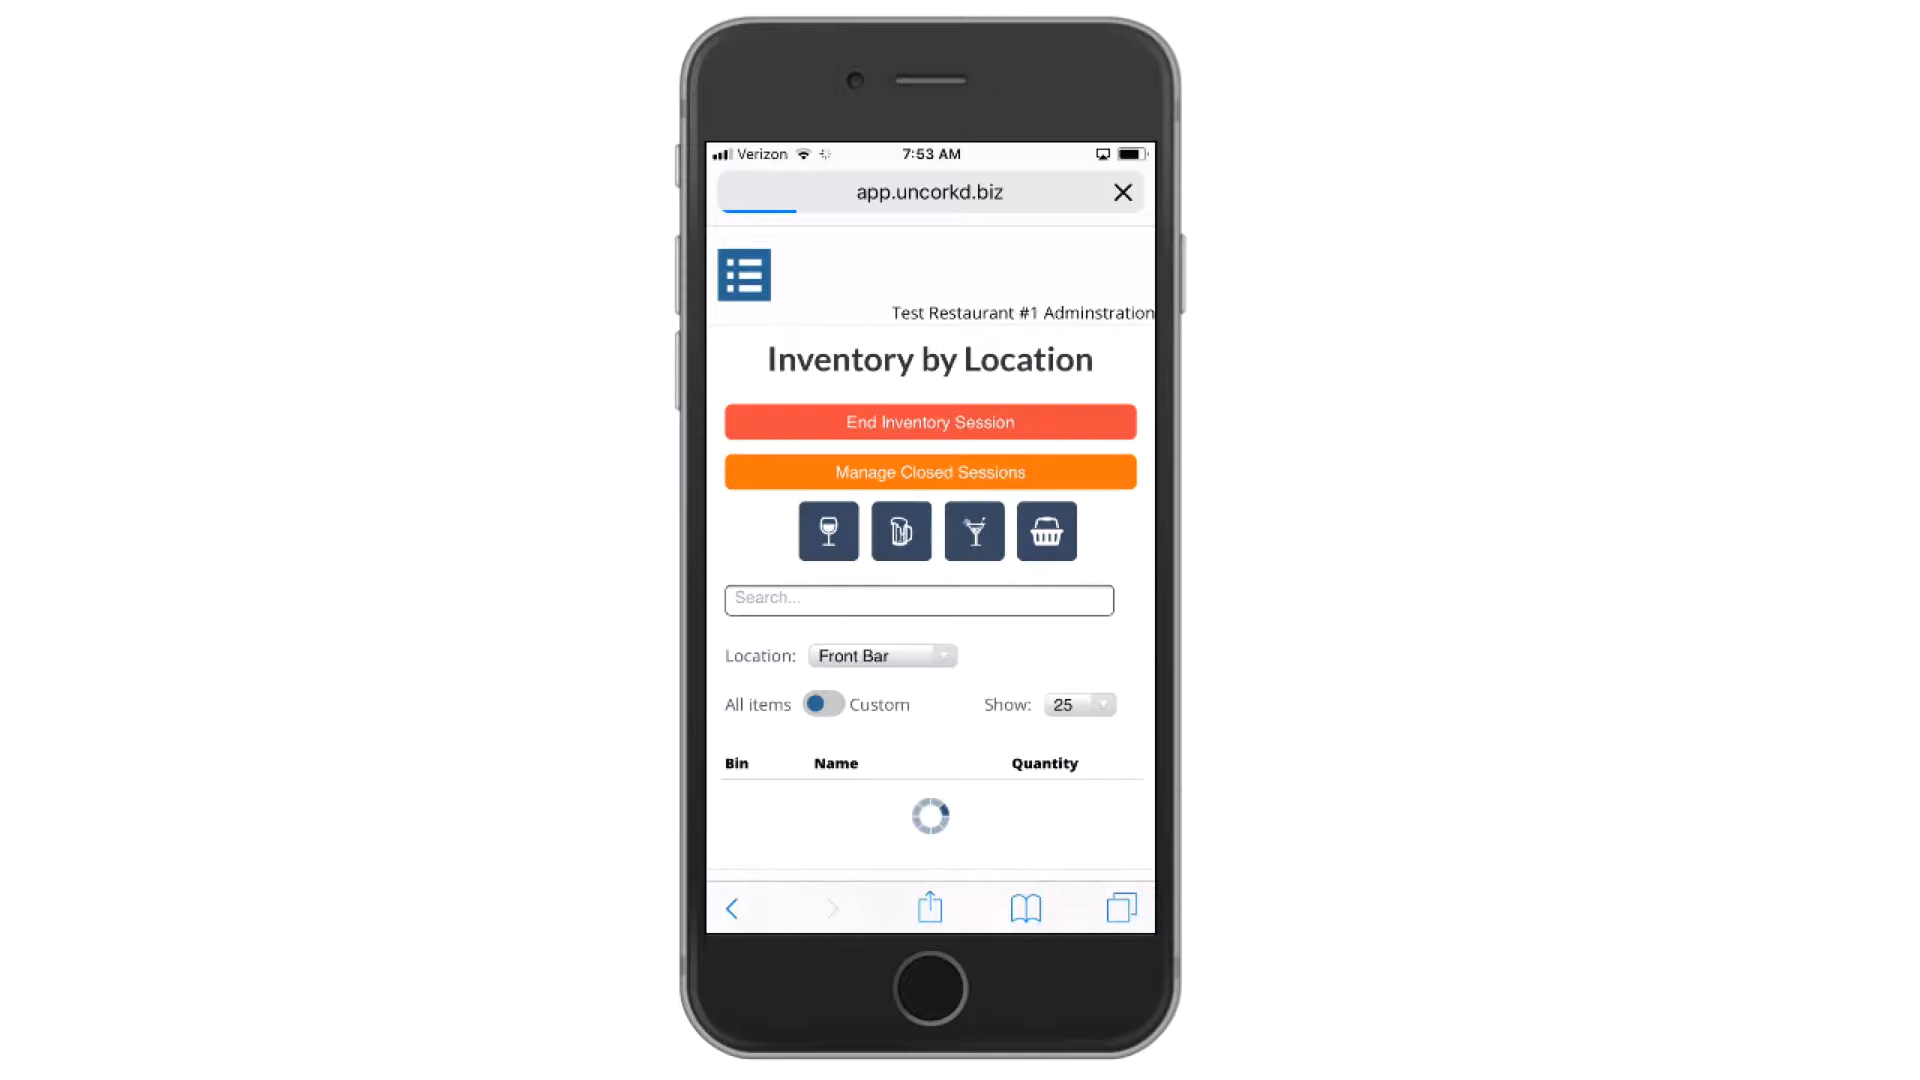 Verizon 7:53 AM
app.uncorkd.biz
Test Restaurant #1 Adminstration
Inventory by Location
End Inventory Session
Manage Closed Sessions
Search...
Location: Front Bar
All items Custom Show: 25
Bin Name Quantity